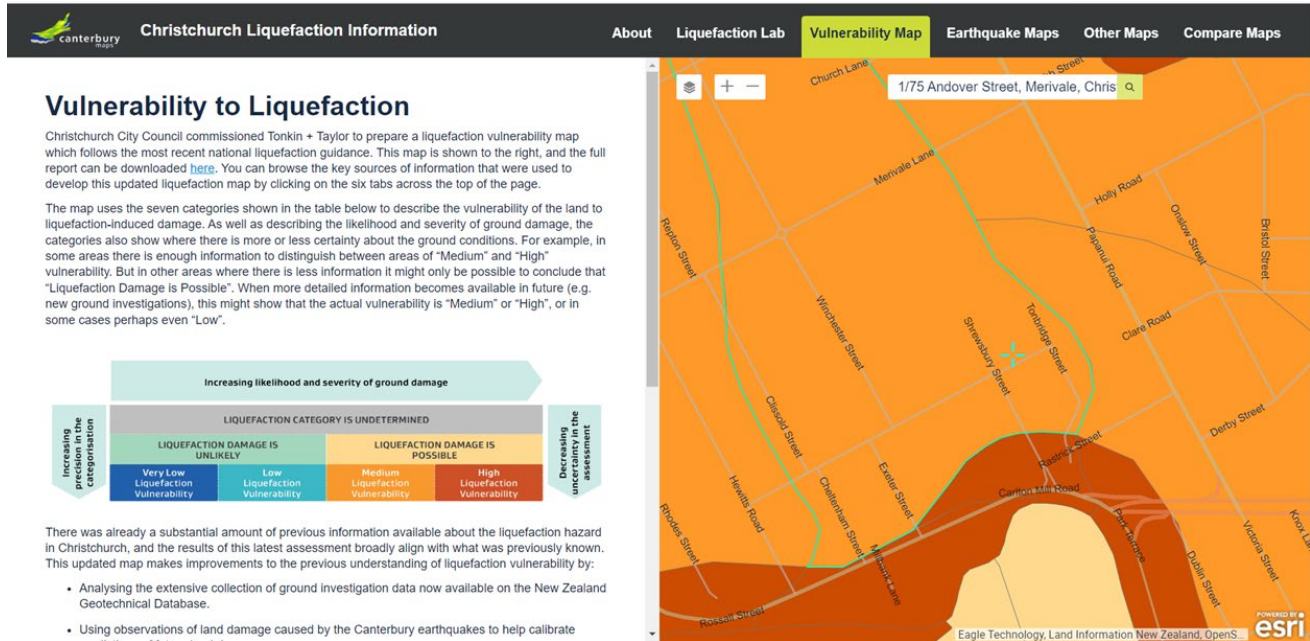 canterbury
maps
Christchurch Liquefaction Information
About
Liquefaction Lab
Vulnerability Map
Earthquake Maps
Other Maps
Compare Maps
Vulnerability to Liquefaction
Christchurch City Council commissioned Tonkin + Taylor to prepare a liquefaction vulnerability map
which follows the most recent national liquefaction guidance. This map is shown to the right, and the full
report can be downloaded here. You can browse the key sources of information that were used to
develop this updated liquefaction map by clicking on the six tabs across the top of the page.
The map uses the seven categories shown in the table below to describe the vulnerability of the land to
liquefaction-induced damage. As well as describing the likelihood and severity of ground damage, the
categories also show where there is more or less certainty about the ground conditions. For example, in
some areas there is enough information to distinguish between areas of “Medium” and “High”
vulnerability. But in other areas where there is less information it might only be possible to conclude that
“Liquefaction Damage is Possible”. When more detailed information becomes available in future (e.g.
new ground investigations), this might show that the actual vulnerability is “Medium” or “High”, or in
some cases perhaps even “Low”.
Increasing likelihood and severity of ground damage
Increasing
precision in the
categorisation
LIQUEFACTION CATEGORY IS UNDETERMINED
LIQUEFACTION DAMAGE IS
UNLIKELY
LIQUEFACTION DAMAGE IS
POSSIBLE
Very Low
Liquefaction
Vulnerability
Low
Liquefaction
Vulnerability
Medium
Liquefaction
Vulnerability
High
Liquefaction
Vulnerability
Decreasing
uncertainty in the
assessment
There was already a substantial amount of previous information available about the liquefaction hazard
in Christchurch, and the results of this latest assessment broadly align with what was previously known.
This updated map makes improvements to the previous understanding of liquefaction vulnerability by:
• Analysing the extensive collection of ground investigation data now available on the New Zealand
Geotechnical Database.
• Using observations of land damage caused by the Canterbury earthquakes to help calibrate
1/75 Andover Street, Merivale, Chris
Church Lane
Street
Merivale Lane
Holly Road
Repton Street
Papanui Road
Onslow Street
Bristol Street
Winchester Street
Shrewsbury Street
Tonbridge Street
Clare Road
Clissold Street
Derby Street
Rastrick Street
Hewitts Road
Exeter Street
Cheltenham Street
Carlton Mill Road
Rhodes Street
Millbank Lane
Park Terrace
Victoria Street
Dublin Street
Knox
Rossall Street
POWERED BY
esri
Eagle Technology, Land Information New Zealand, OpenS...